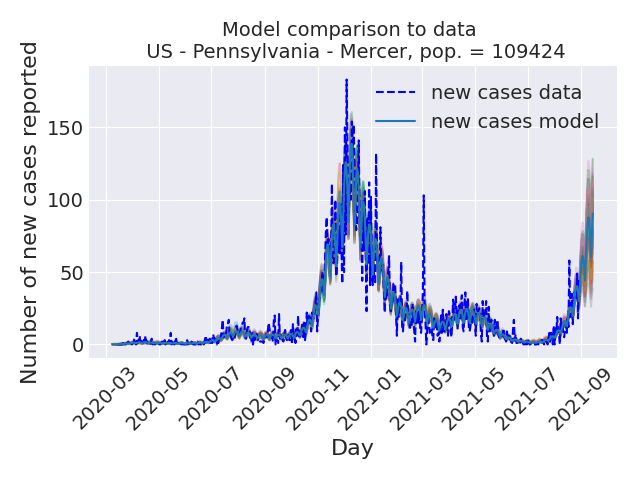 Model comparison to data
US - Pennsylvania - Mercer, pop. = 109424
Number of new cases reported
150
100
50
0
new cases data
new cases model
2020-03
2020-05
2020-07
2020-09
2020-11
2021-01
2021-03
2021-05
2021-07
2021-09
Day